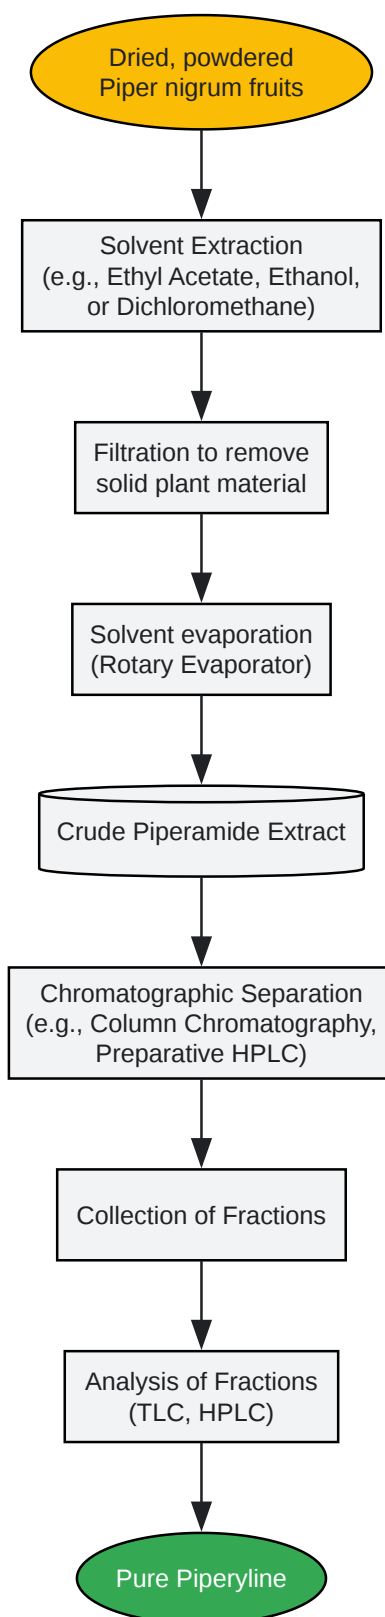 Dried, powdered
Piper nigrum fruits
Solvent Extraction
(e.g., Ethyl Acetate, Ethanol,
or Dichloromethane)
Filtration to remove
solid plant material
Solvent evaporation
(Rotary Evaporator)
Crude Piperamide Extract
Chromatographic Separation
(e.g., Column Chromatography,
Preparative HPLC)
Collection of Fractions
Analysis of Fractions
(TLC, HPLC)
Pure Piperyline